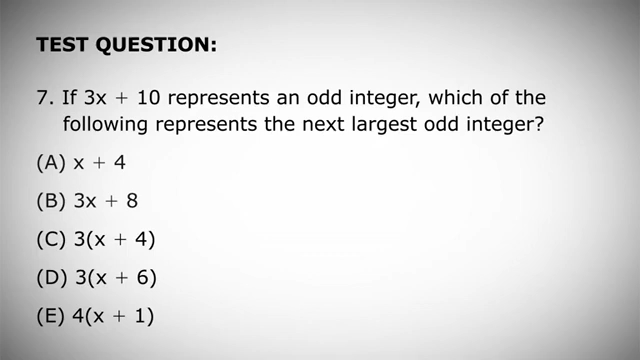 TEST QUESTION:
7. If 3x + 10 represents an odd integer, which of the
following represents the next largest odd integer?
(A) x + 4
(B) 3x + 8
(C) 3(x + 4)
(D) 3(x + 6)
(E) 4(x + 1)